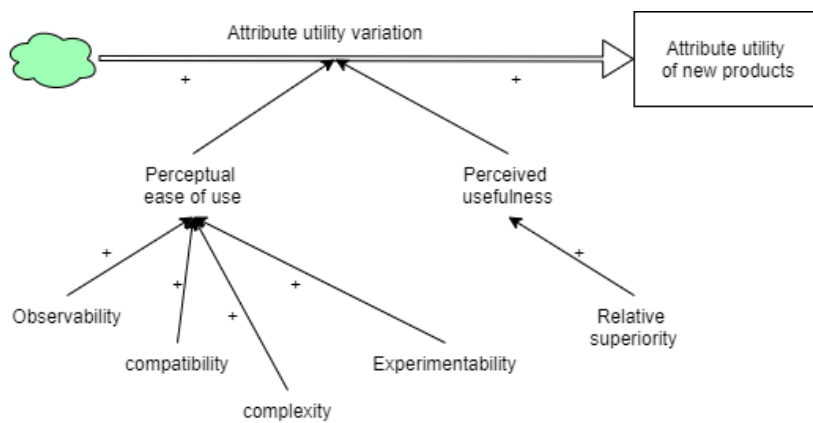 Attribute utility variation
Attribute utility
of new products
+
+
Perceptual
ease of use
Perceived
usefulness
+
+
+
+
+
Observability
Relative
superiority
compatibility
Experimentability
complexity